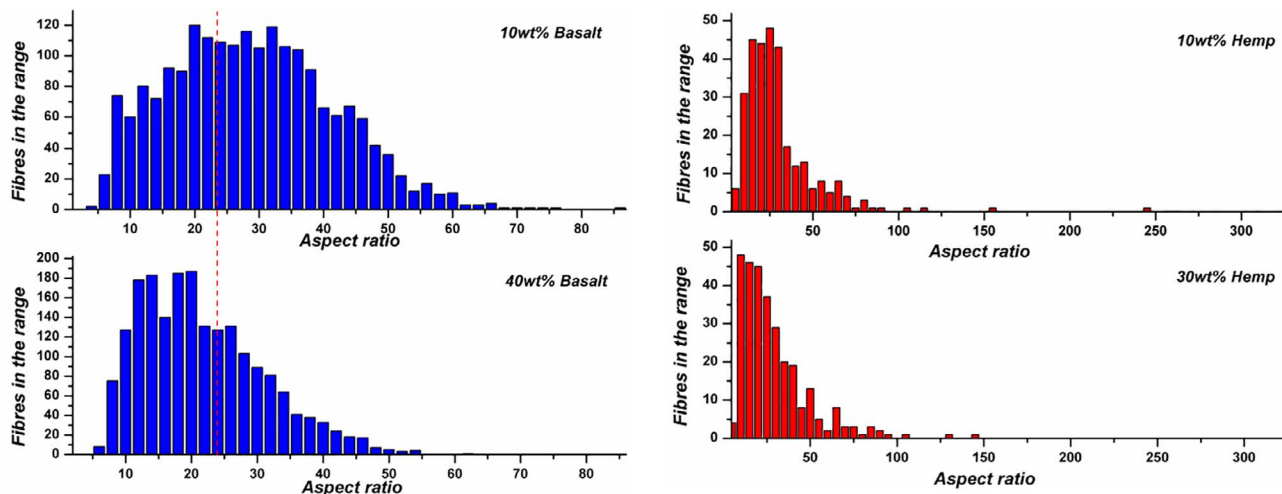 120
100
80
60
40
20
0
Fibres in the range
10wt% Basalt
10 20 30 40 50 60 70 80
Aspect ratio
200
180
160
140
120
100
80
60
40
20
0
Fibres in the range
40wt% Basalt
10 20 30 40 50 60 70 80
Aspect ratio
50
40
30
20
10
0
Fibres in the range
10wt% Hemp
50 100 150 200 250 300
Aspect ratio
50
40
30
20
10
0
Fibres in the range
30wt% Hemp
50 100 150 200 250 300
Aspect ratio